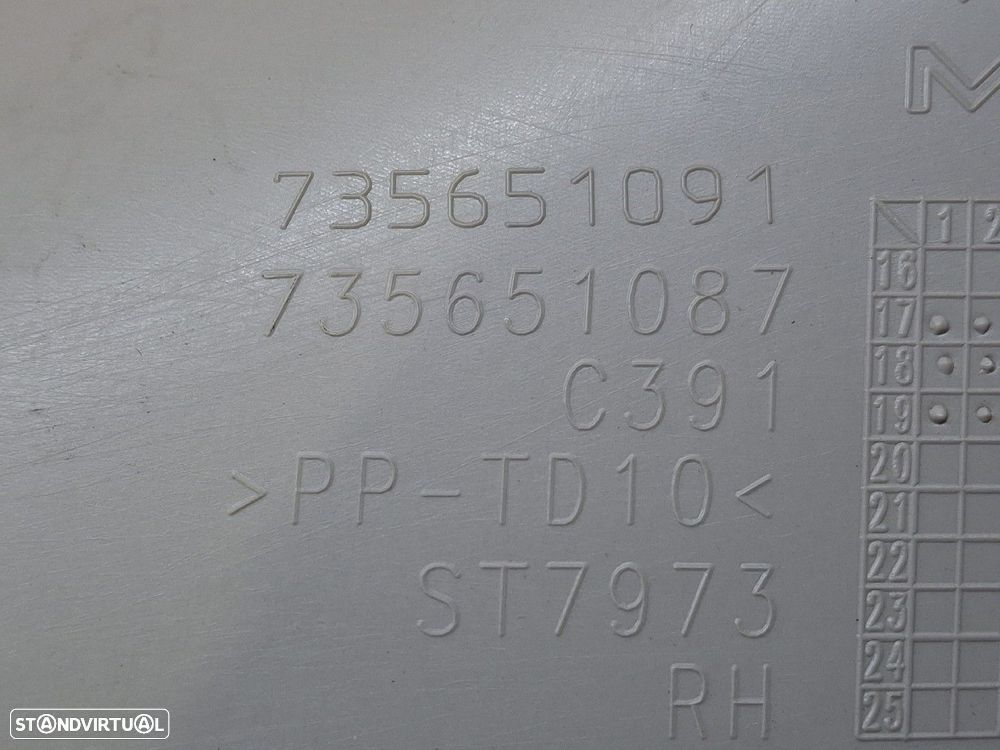 M
735651091
735651087
C391
>PP-TD10<
ST7973
RH
1 2
16
17
18
19
20
21
22
23
24
25
STANDVIRTUAL